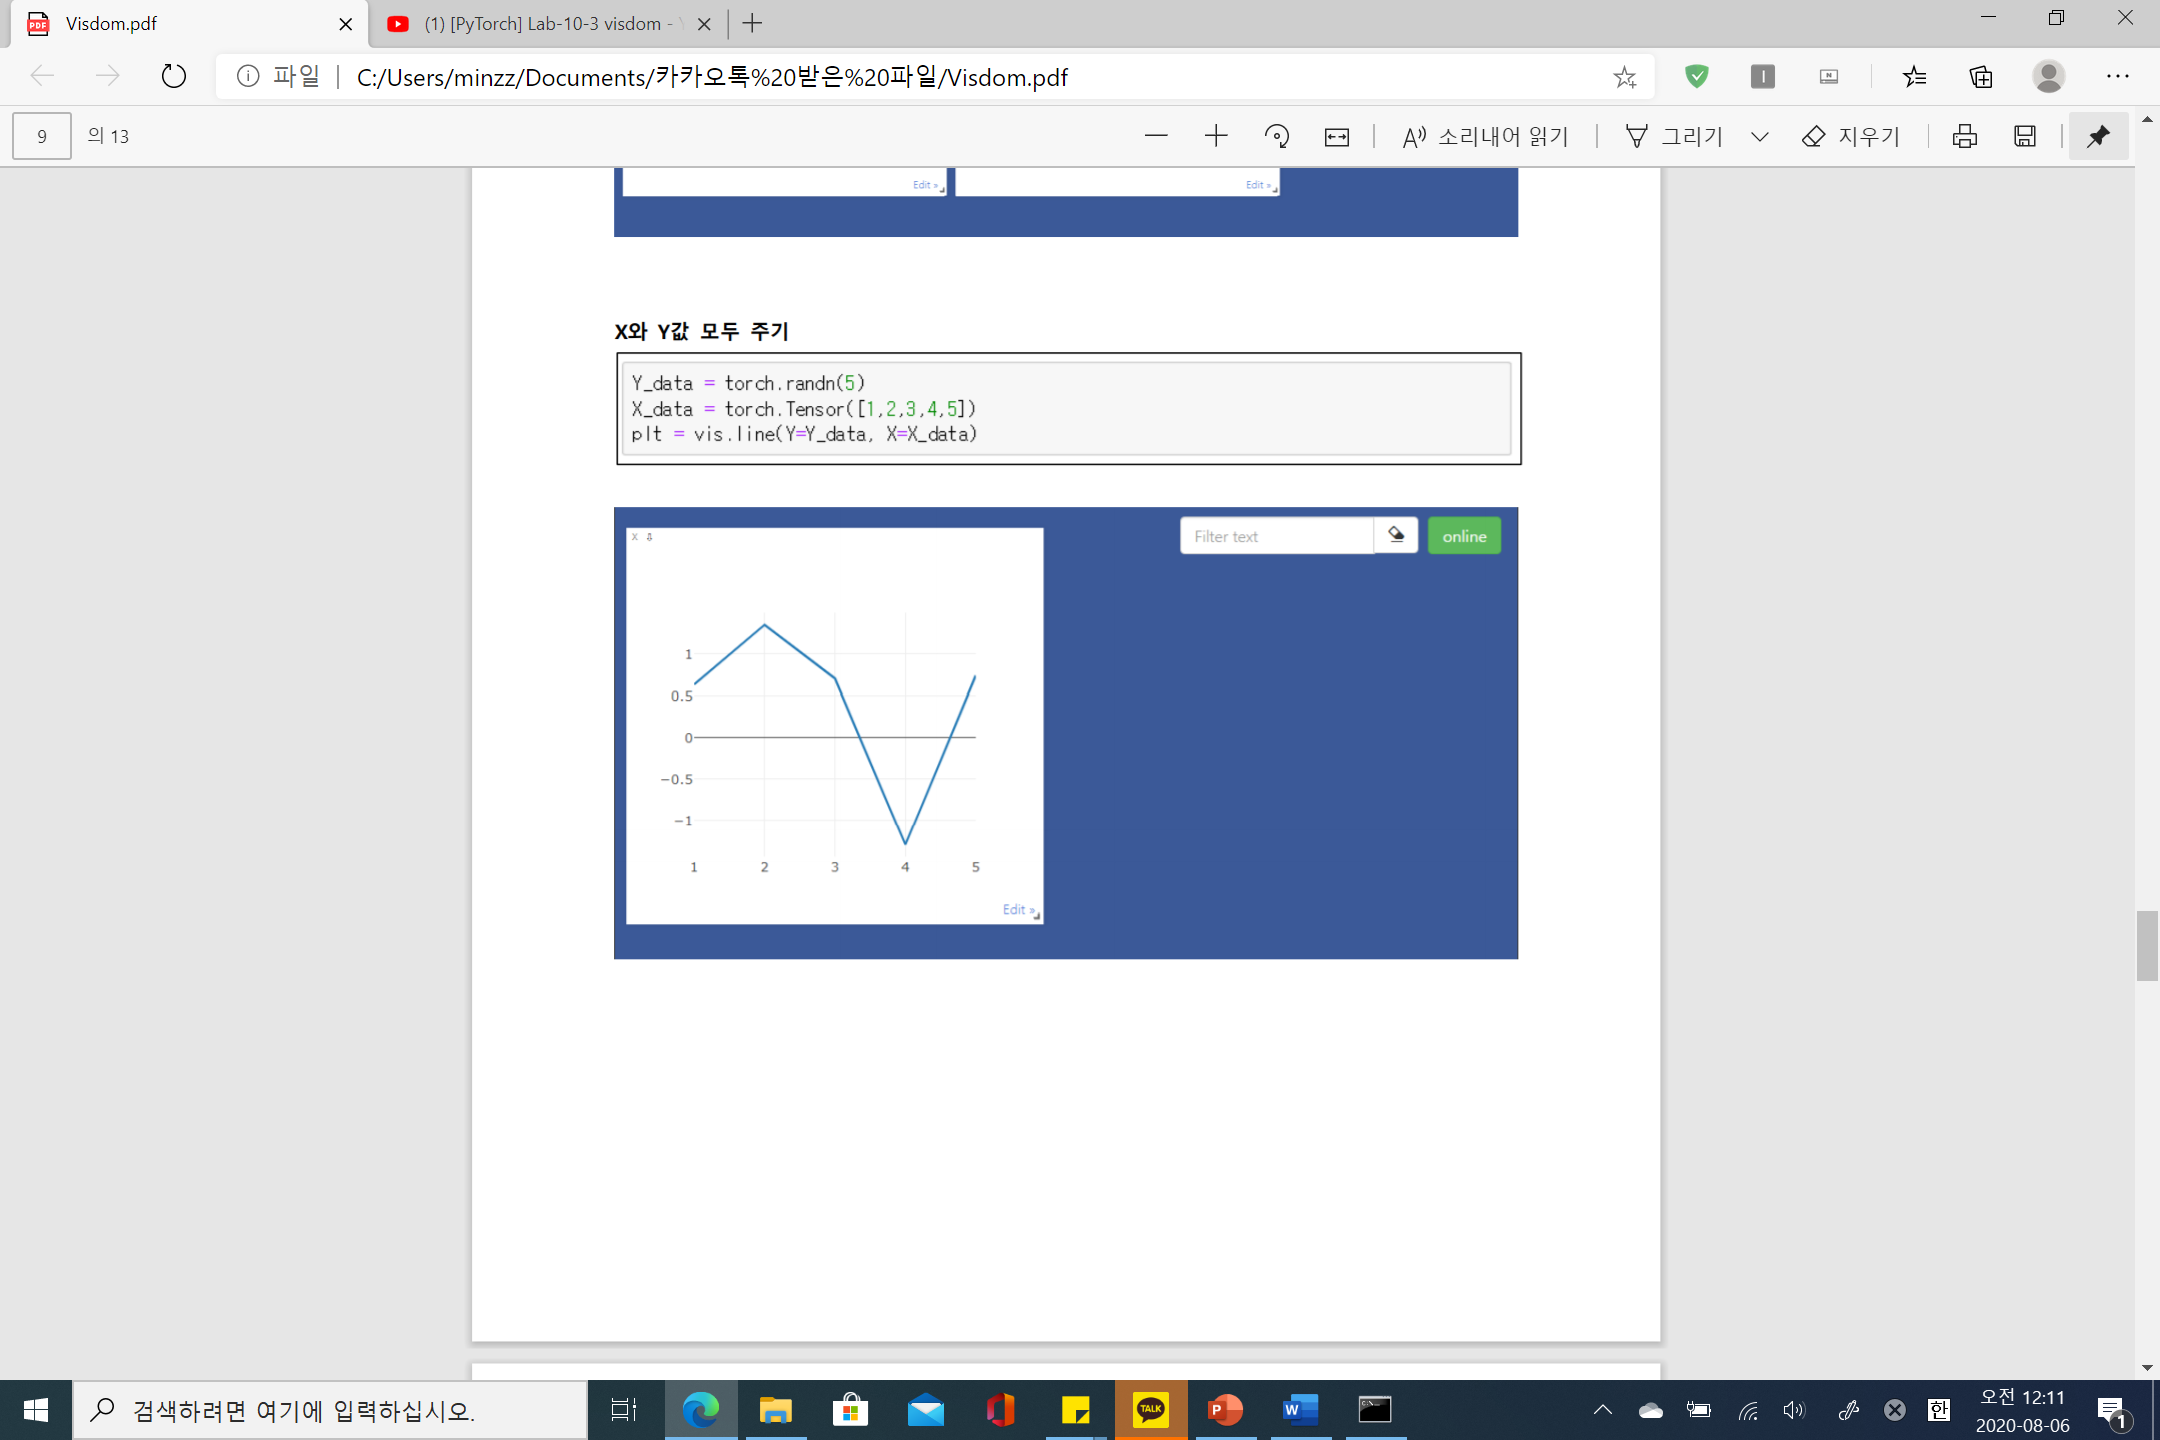 Visdom.pdf
(1) [PyTorch] Lab-10-3 visdom -
파일 | C:/Users/minzz/Documents/카카오톡%20받은%20파일/Visdom.pdf
9 의 13
소리내어 읽기
그리기
지우기
Edit »
Edit »
X와 Y값 모두 주기
Y_data = torch.randn(5)
X_data = torch.Tensor([1,2,3,4,5])
plt = vis.line(Y=Y_data, X=X_data)
Filter text
online
X
1
0.5
0
−0.5
−1
1 2 3 4 5
Edit »
검색하려면 여기에 입력하십시오.
TALK
한
오전 12:11
2020-08-06
1